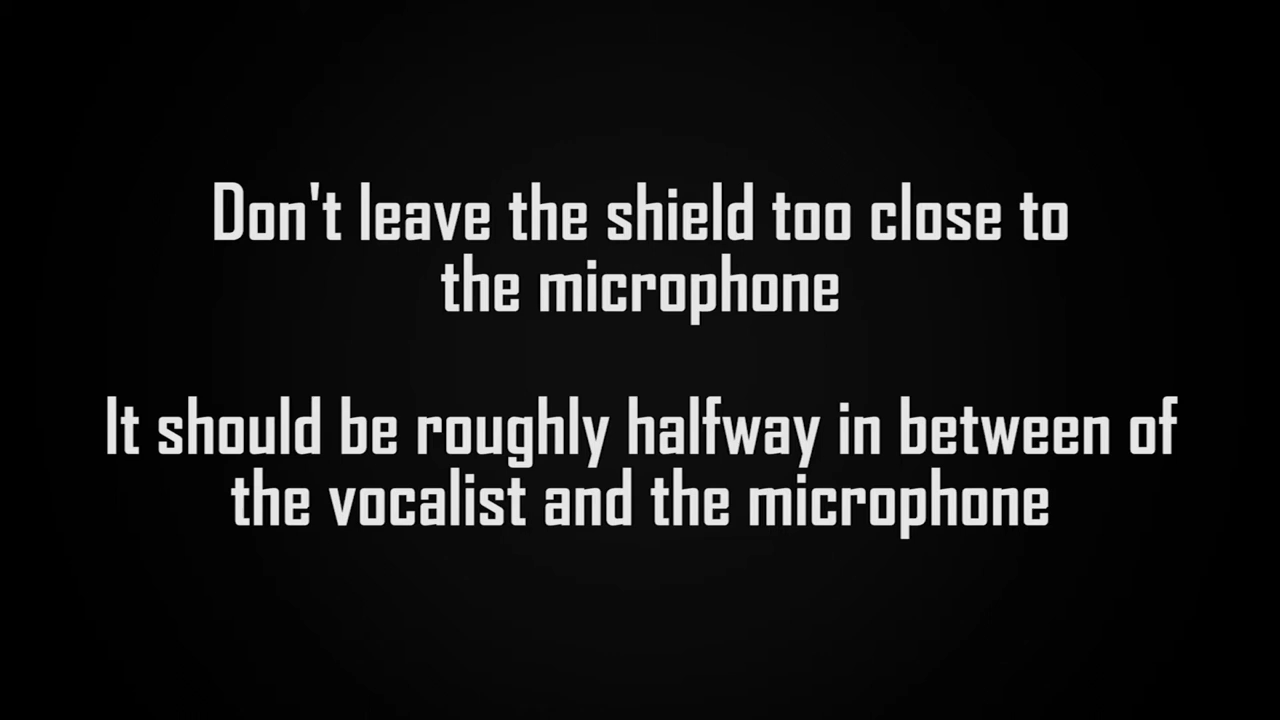 Don't leave the shield too close to
the microphone
It should be roughly halfway in between of
the vocalist and the microphone